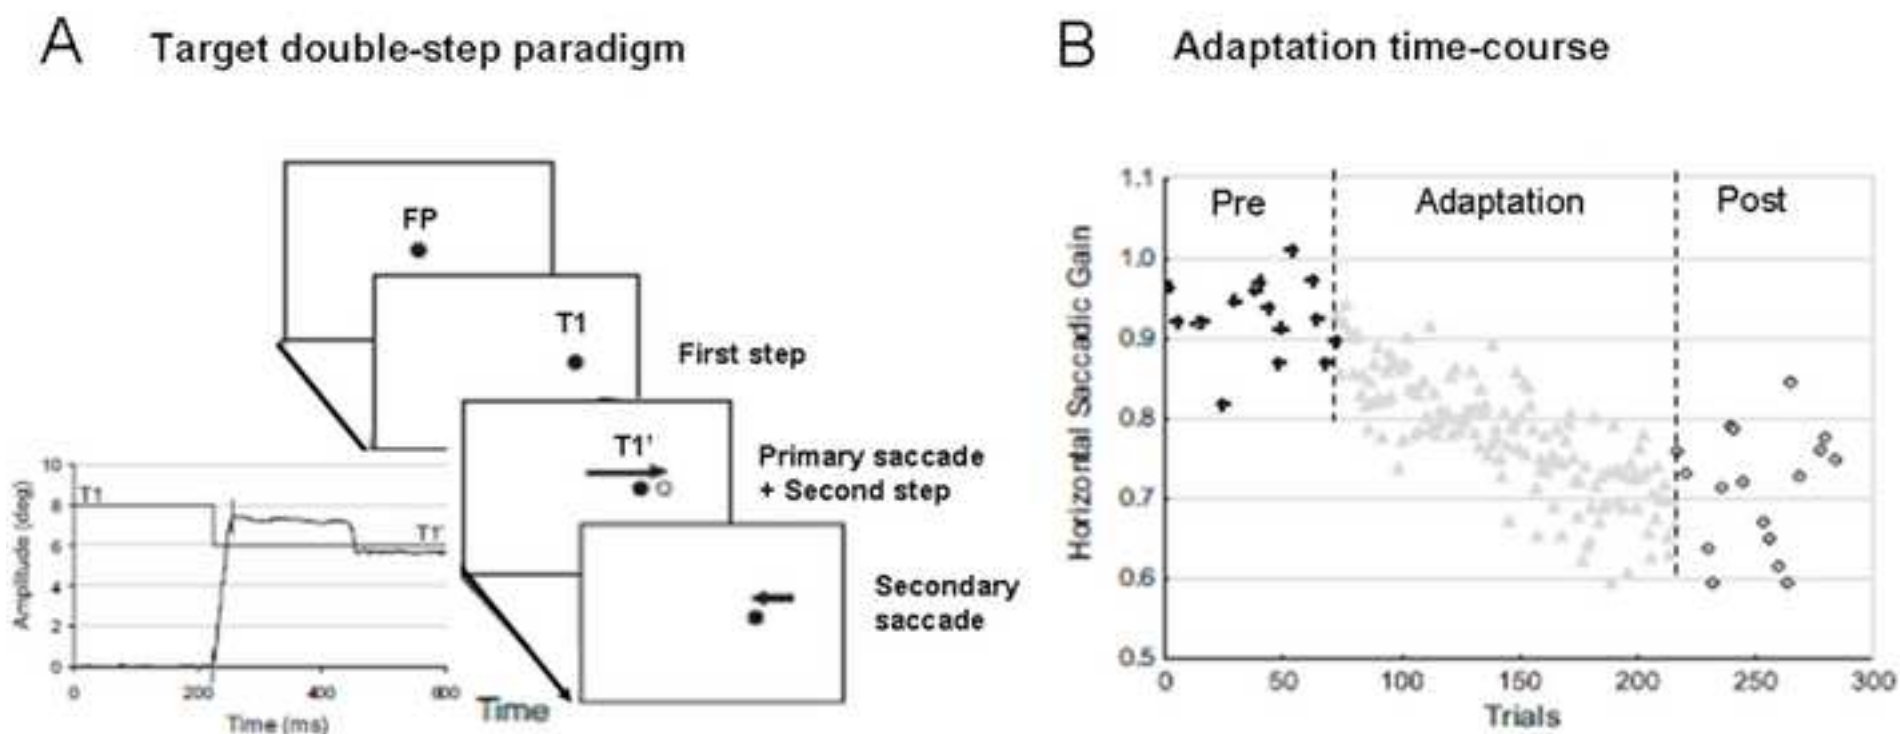 A Target double-step paradigm
FP
T1
First step
T1'
Primary saccade
+ Second step
Secondary
saccade
Time
Amplitude (deg)
10
8
6
4
2
0
T1
T1'
0 200 400 600
Time (ms)
B Adaptation time-course
Pre Adaptation Post
Horizontal Saccadic Gain
1.1
1.0
0.9
0.8
0.7
0.6
0.5
0 50 100 150 200 250 300
Trials